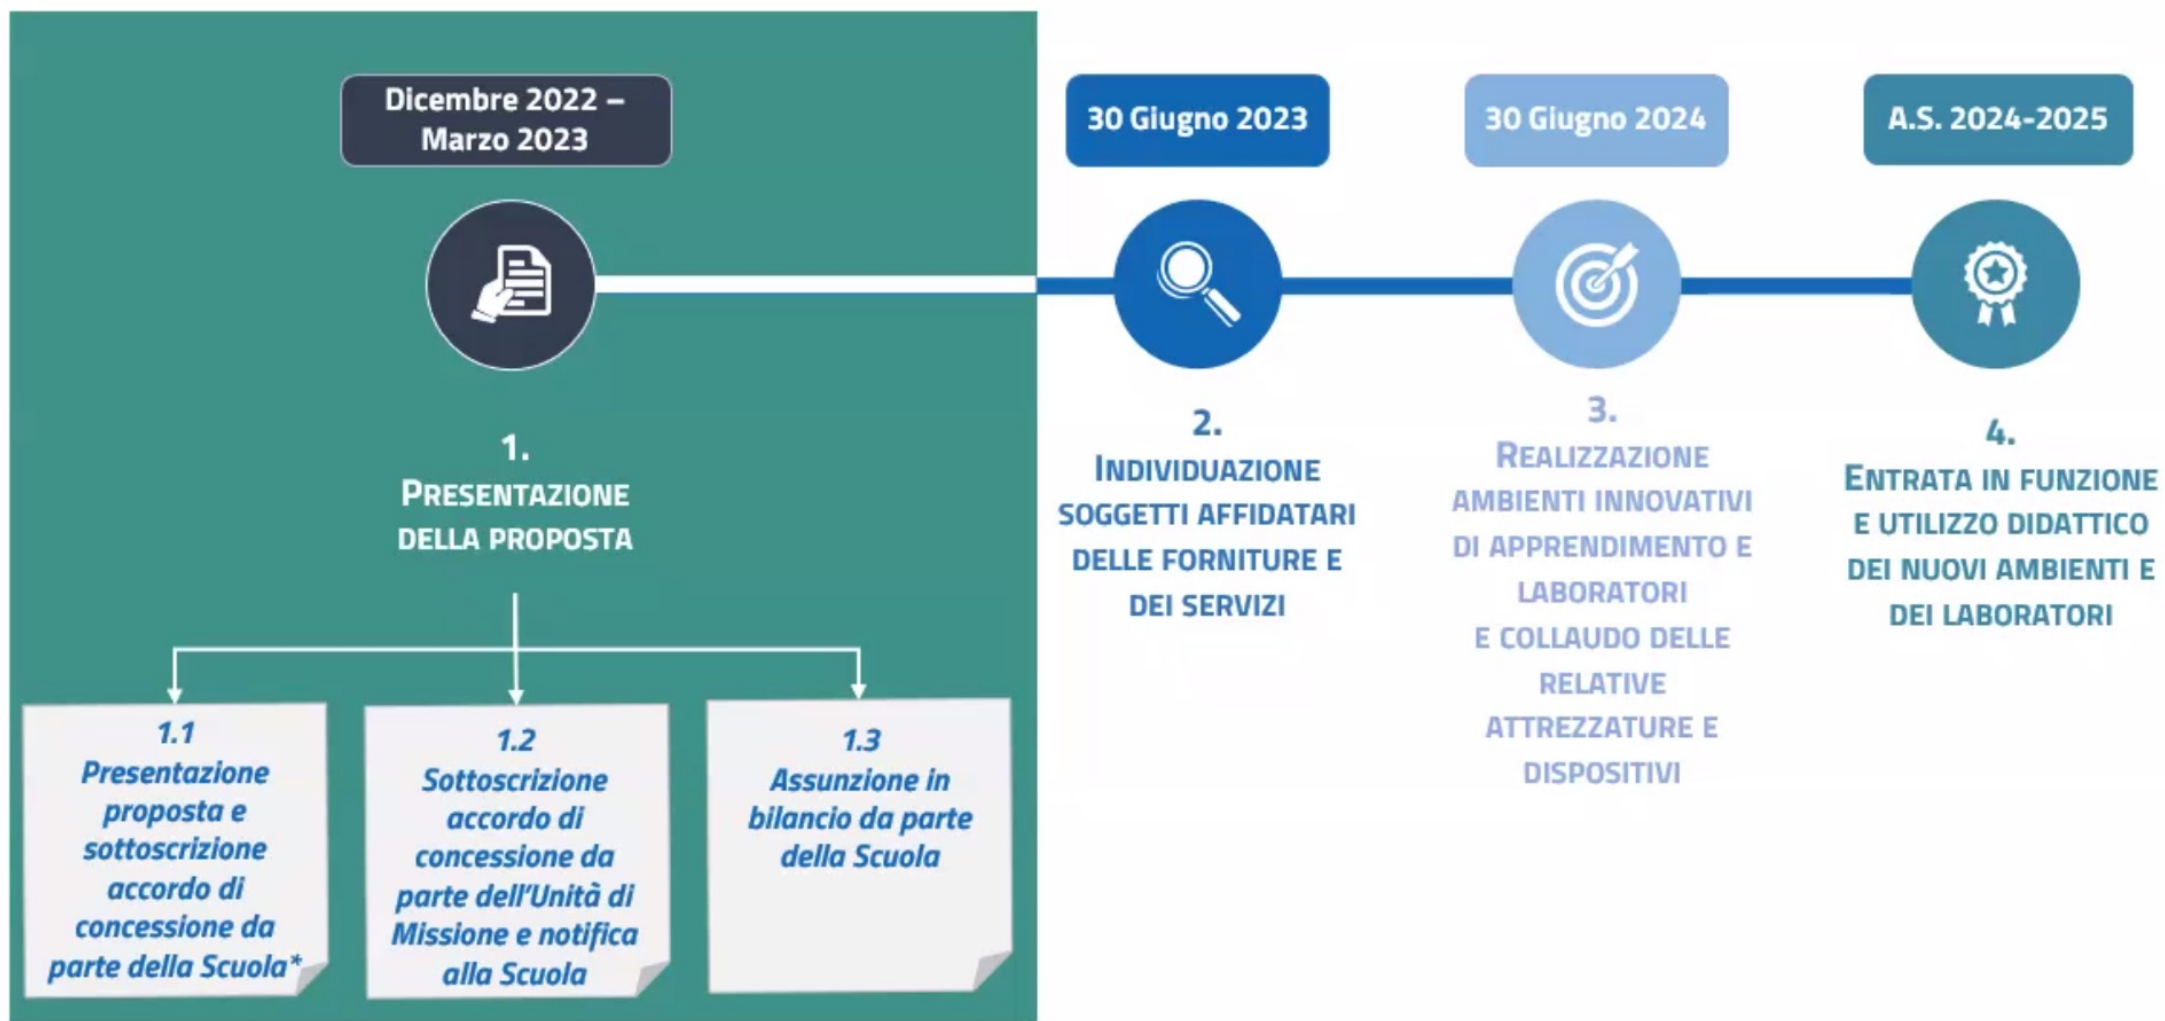 Dicembre 2022 –
Marzo 2023
1.
PRESENTAZIONE
DELLA PROPOSTA
1.1
Presentazione
proposta e
sottoscrizione
accordo di
concessione da
parte della Scuola*
1.2
Sottoscrizione
accordo di
concessione da
parte dell'Unità di
Missione e notifica
alla Scuola
1.3
Assunzione in
bilancio da parte
della Scuola
30 Giugno 2023
2.
INDIVIDUAZIONE
SOGGETTI AFFIDATARI
DELLE FORNITURE E
DEI SERVIZI
30 Giugno 2024
3.
REALIZZAZIONE
AMBIENTI INNOVATIVI
DI APPRENDIMENTO E
LABORATORI
E COLLAUDO DELLE
RELATIVE
ATTREZZATURE E
DISPOSITIVI
A.S. 2024-2025
4.
ENTRATA IN FUNZIONE
E UTILIZZO DIDATTICO
DEI NUOVI AMBIENTI E
DEI LABORATORI